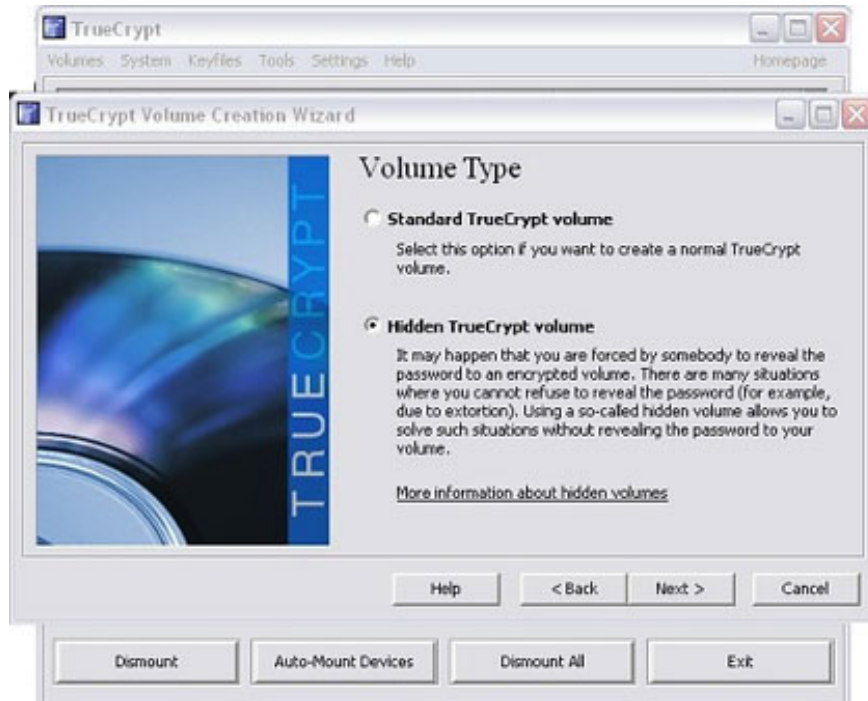 TrueCrypt
Volumes System Keyfiles Tools Settings Help Homepage
TrueCrypt Volume Creation Wizard
TRUECRYPT
Volume Type
Standard TrueCrypt volume
Select this option if you want to create a normal TrueCrypt
volume.
Hidden TrueCrypt volume
It may happen that you are forced by somebody to reveal the
password to an encrypted volume. There are many situations
where you cannot refuse to reveal the password (for example,
due to extortion). Using a so-called hidden volume allows you to
solve such situations without revealing the password to your
volume.
More information about hidden volumes
Help < Back Next > Cancel
Dismount Auto-Mount Devices Dismount All Exit